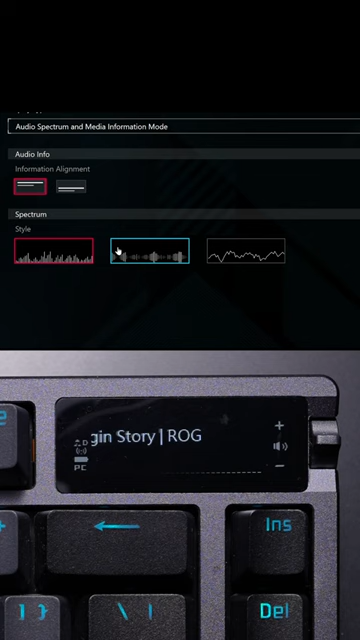 Audio Spectrum and Media Information Mode
Audio Info
Information Alignment
Spectrum
Style
gin Story | ROG
D
PC
+
−
Ins
Del
] }
\ |